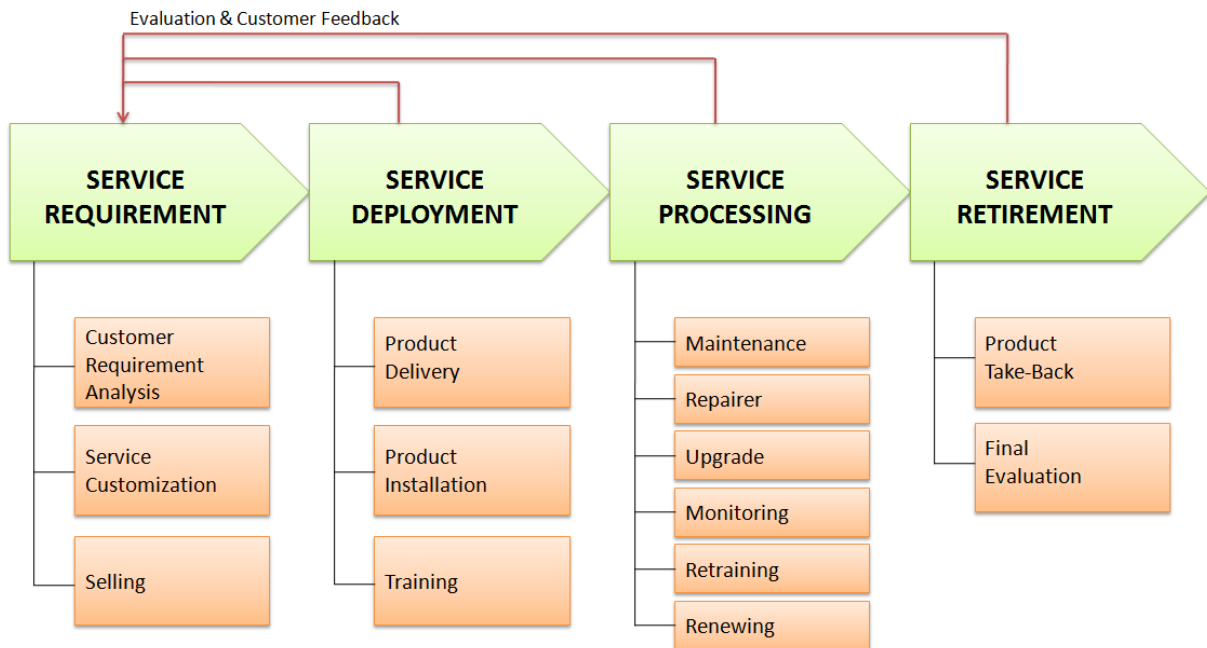 Evaluation & Customer Feedback
SERVICE
REQUIREMENT
SERVICE
DEPLOYMENT
SERVICE
PROCESSING
SERVICE
RETIREMENT
Customer
Requirement
Analysis
Service
Customization
Selling
Product
Delivery
Product
Installation
Training
Maintenance
Repairer
Upgrade
Monitoring
Retraining
Renewing
Product
Take-Back
Final
Evaluation